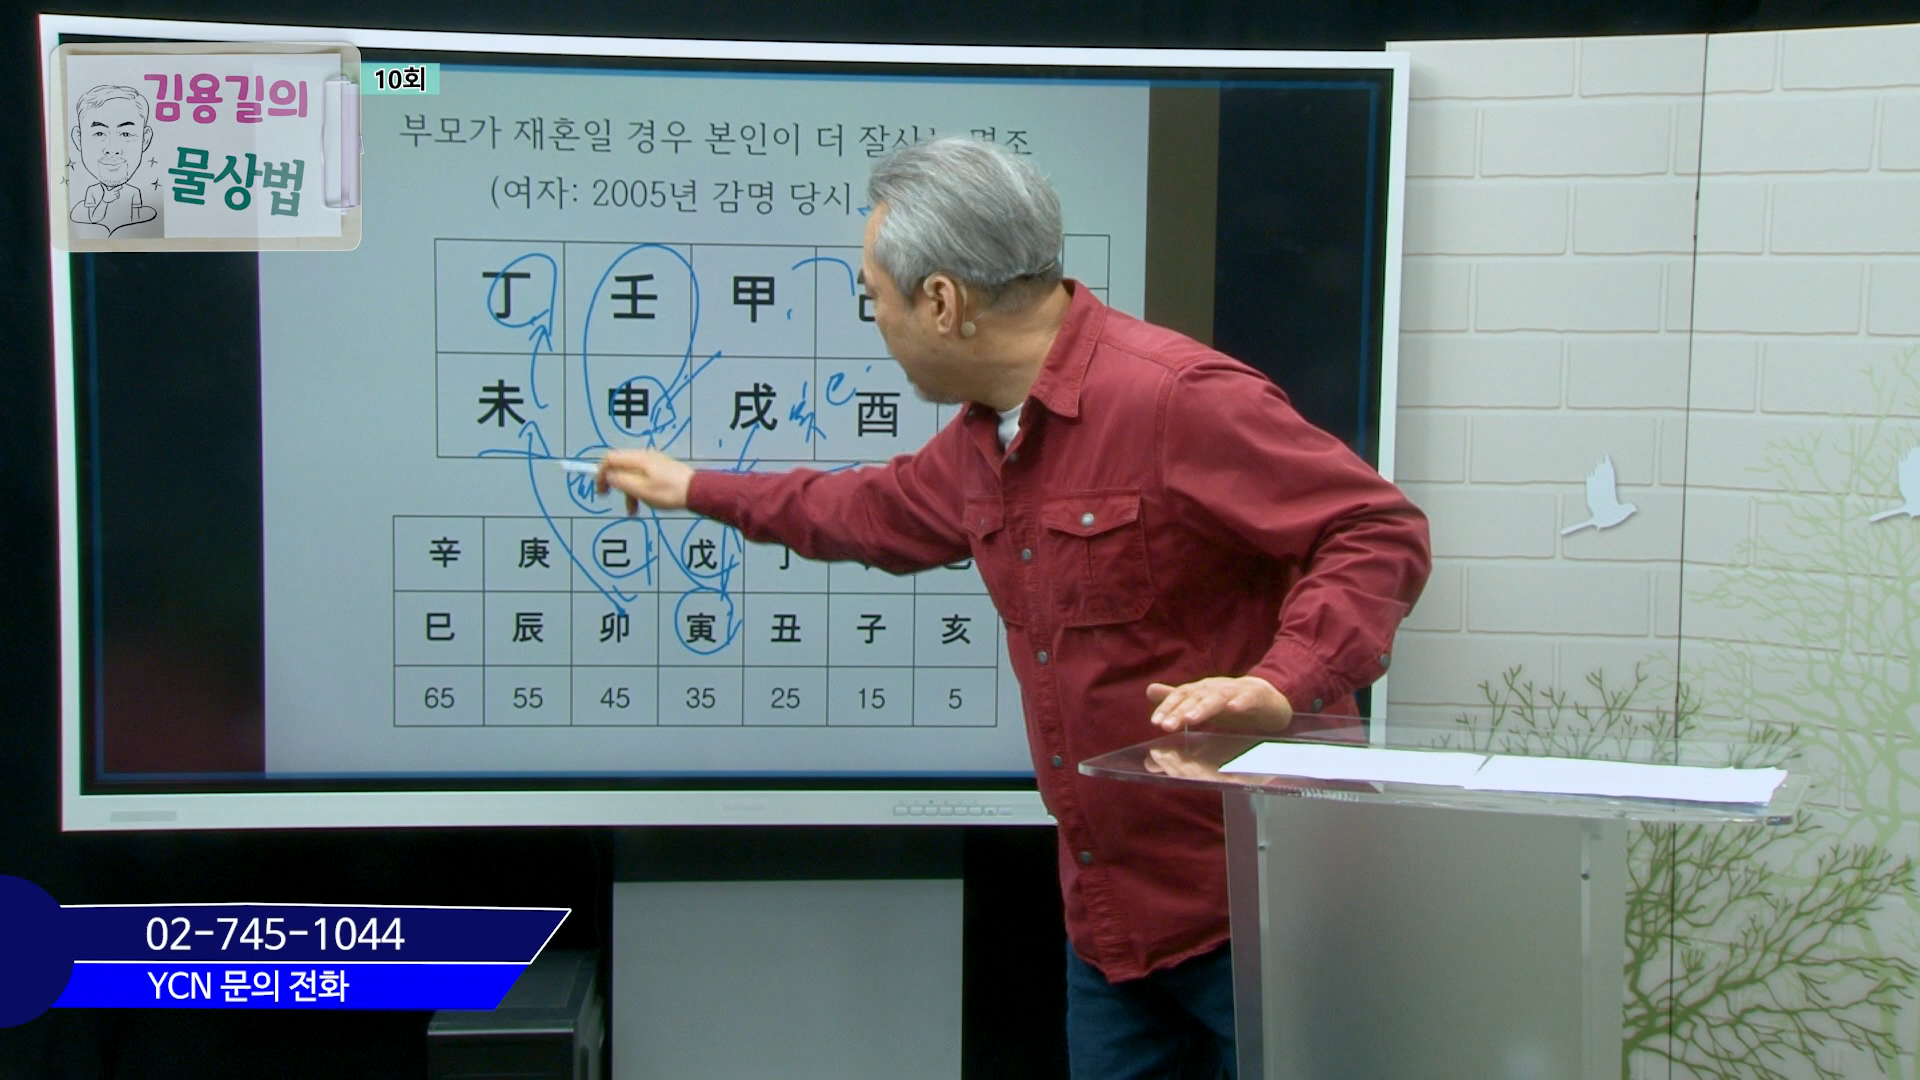 김용길의
물상법
10회
부모가 재혼일 경우 본인이 더 명조
(여자: 2005년 감명 당시
丁 壬 甲
未 申 戌 酉
亥
辛 庚 己 戊 丁
巳 辰 卯 寅 丑 子 亥
65 55 45 35 25 15 5
02-745-1044
YCN 문의 전화